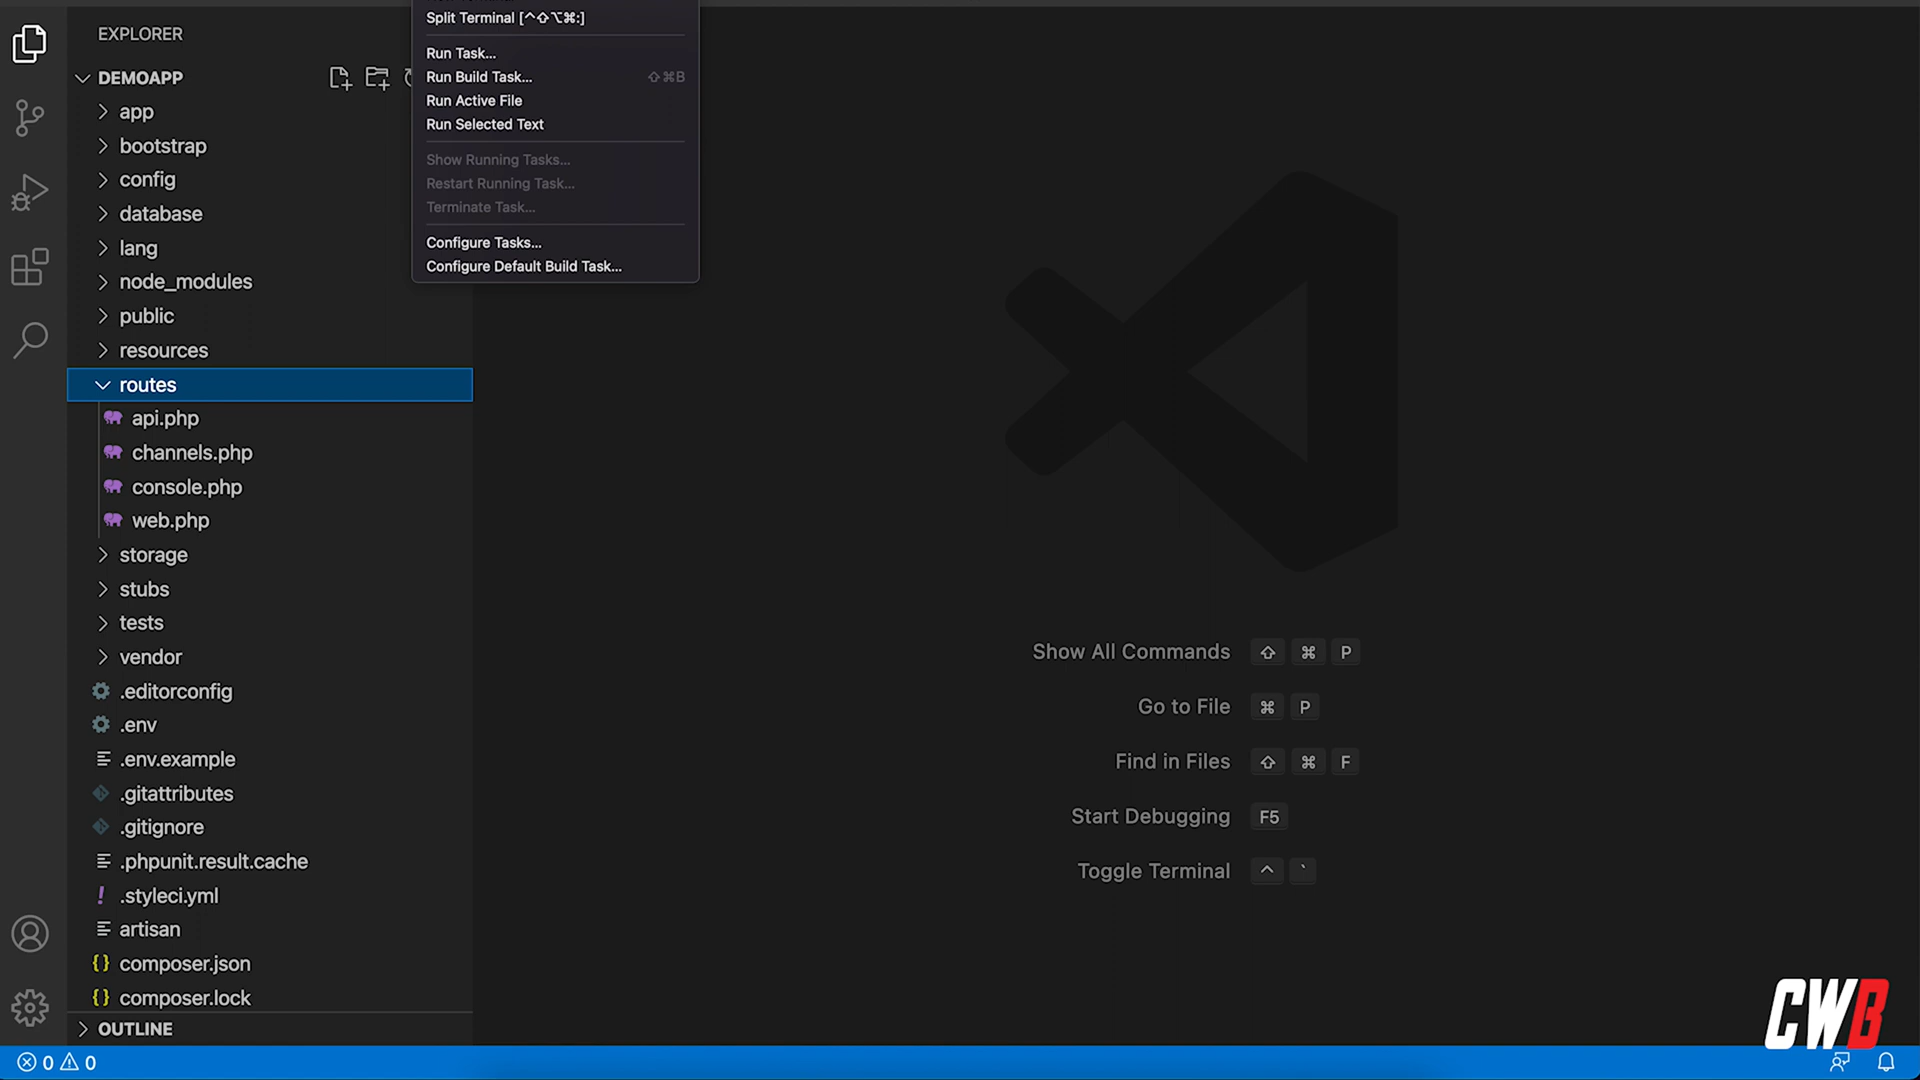 EXPLORER
DEMOAPP
app
bootstrap
config
database
lang
node_modules
public
resources
routes
api.php
channels.php
console.php
web.php
storage
stubs
tests
vendor
.editorconfig
.env
.env.example
.gitattributes
.gitignore
.phpunit.result.cache
! .styleci.yml
artisan
{} composer.json
{} composer.lock
OUTLINE
0 0
Split Terminal [^⇧⌥⌘:]
Run Task...
Run Build Task... ⇧⌘B
Run Active File
Run Selected Text
Show Running Tasks...
Restart Running Task...
Terminate Task...
Configure Tasks...
Configure Default Build Task...
Show All Commands ⇧ ⌘ P
Go to File ⌘ P
Find in Files ⇧ ⌘ F
Start Debugging F5
Toggle Terminal ^ `
CWB